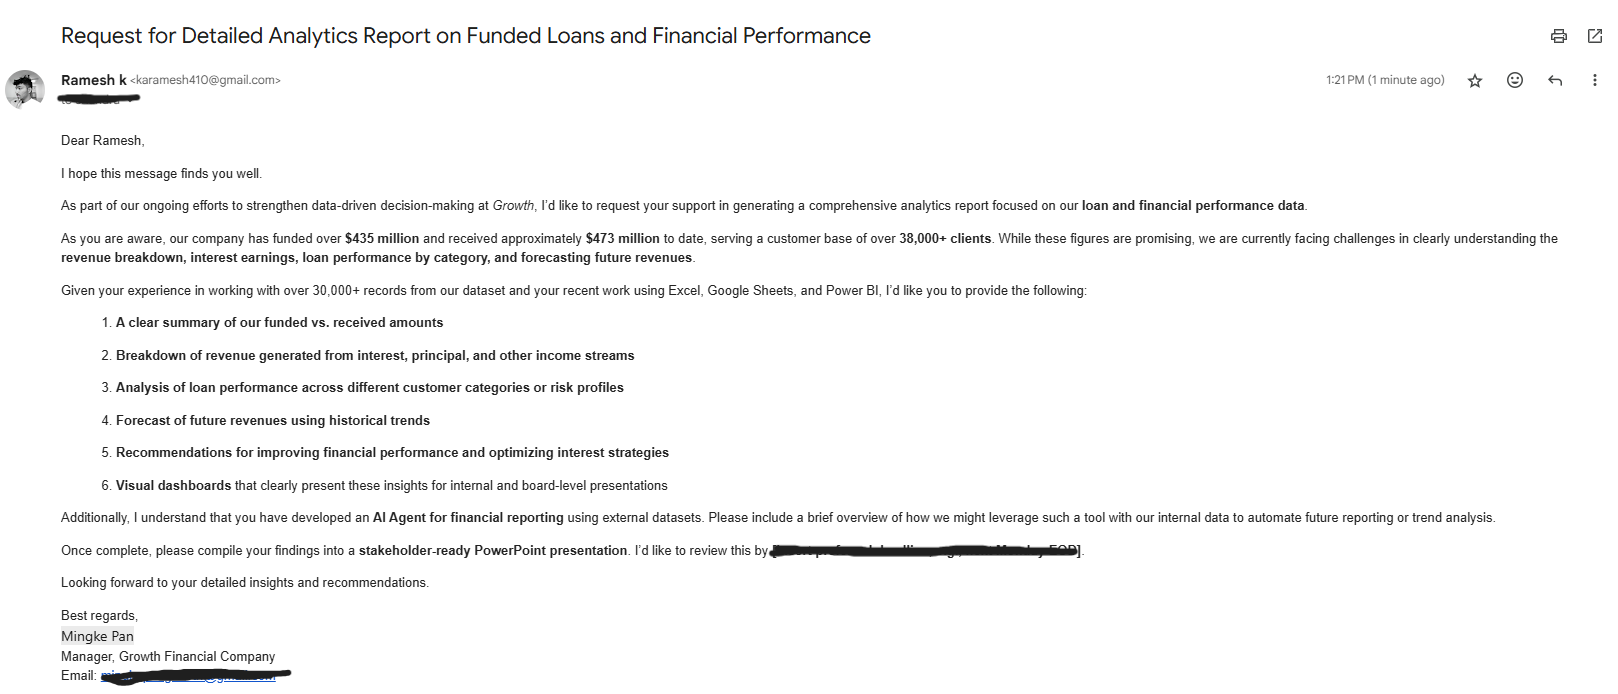 Request for Detailed Analytics Report on Funded Loans and Financial Performance
Ramesh k <karamesh410@gmail.com>
1:21 PM (1 minute ago)
Dear Ramesh,
I hope this message finds you well.
As part of our ongoing efforts to strengthen data-driven decision-making at Growth, I’d like to request your support in generating a comprehensive analytics report focused on our loan and financial performance data.
As you are aware, our company has funded over $435 million and received approximately $473 million to date, serving a customer base of over 38,000+ clients. While these figures are promising, we are currently facing challenges in clearly understanding the
revenue breakdown, interest earnings, loan performance by category, and forecasting future revenues.
Given your experience in working with over 30,000+ records from our dataset and your recent work using Excel, Google Sheets, and Power BI, I’d like you to provide the following:
1. A clear summary of our funded vs. received amounts
2. Breakdown of revenue generated from interest, principal, and other income streams
3. Analysis of loan performance across different customer categories or risk profiles
4. Forecast of future revenues using historical trends
5. Recommendations for improving financial performance and optimizing interest strategies
6. Visual dashboards that clearly present these insights for internal and board-level presentations
Additionally, I understand that you have developed an AI Agent for financial reporting using external datasets. Please include a brief overview of how we might leverage such a tool with our internal data to automate future reporting or trend analysis.
Once complete, please compile your findings into a stakeholder-ready PowerPoint presentation. I’d like to review this by [ ].
Looking forward to your detailed insights and recommendations.
Best regards,
Mingke Pan
Manager, Growth Financial Company
Email: